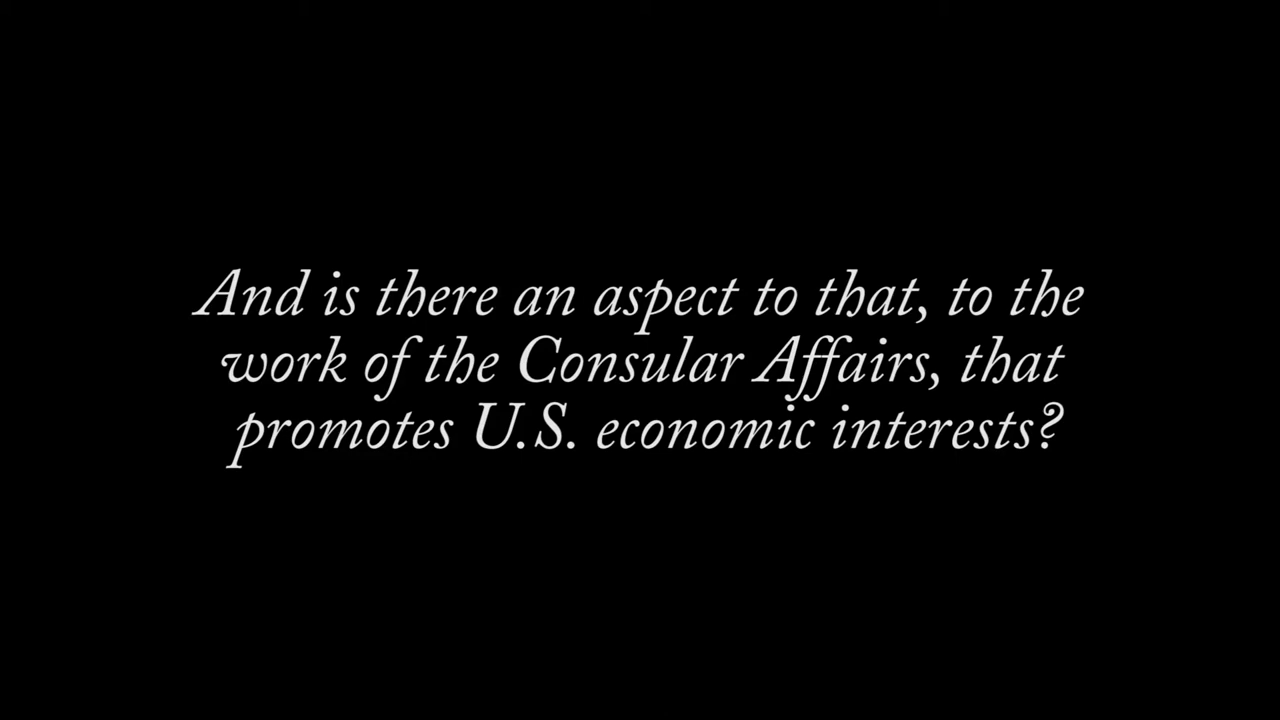 And is there an aspect to that, to the
work of the Consular Affairs, that
promotes U.S. economic interests?